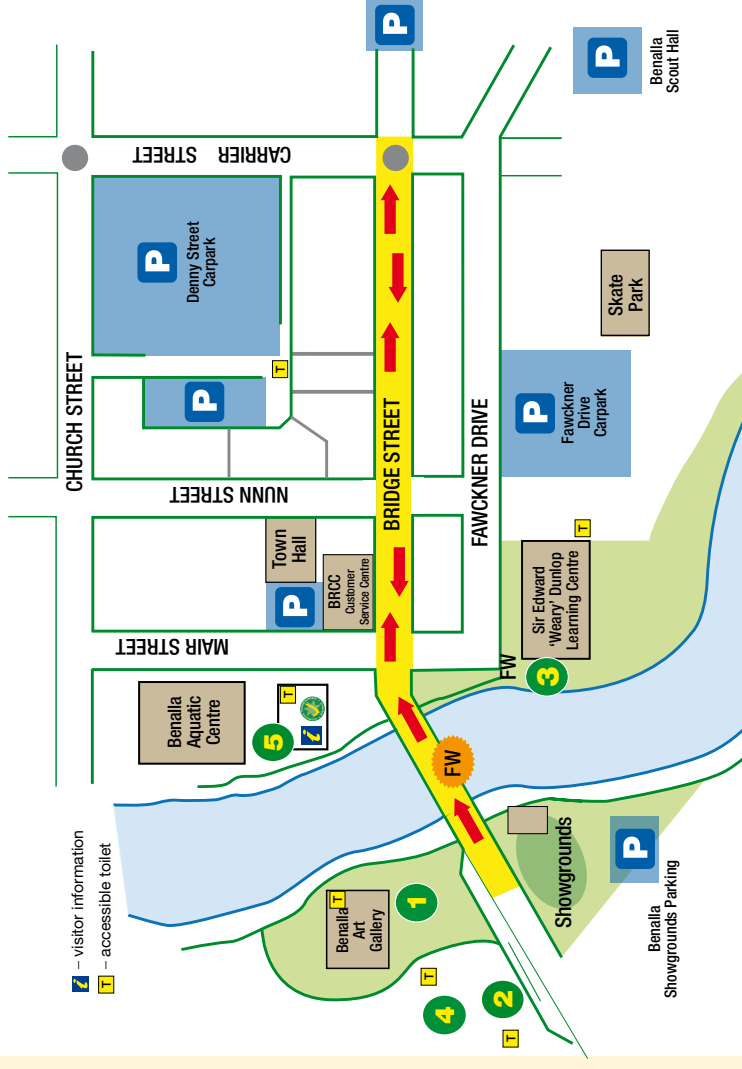 i – visitor information
T – accessible toilet
CHURCH STREET
CARRIER STREET
P
Denny Street
Carpark
P
T
P
NUNN STREET
Town
Hall
P
BRCC
Customer
Service Centre
MAIR STREET
BRIDGE STREET
FAWCKNER DRIVE
P
Benalla
Scout Hall
Skate
Park
P
Fawckner
Drive
Carpark
T
Sir Edward
'Weary' Dunlop
Learning Centre
FW
3
Benalla
Aquatic
Centre
5
T
i
FW
Benalla
Art
Gallery
T
1
T
4
2
T
Showgrounds
P
Benalla
Showgrounds Parking